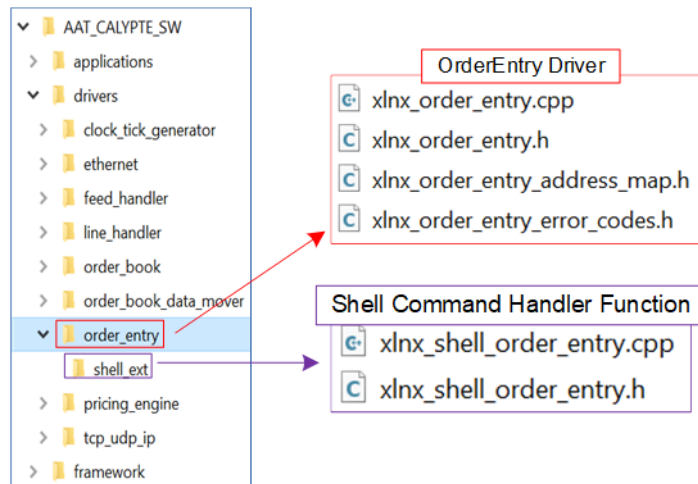 AAT_CALYPTE_SW
applications
drivers
clock_tick_generator
ethernet
feed_handler
line_handler
order_book
order_book_data_mover
order_entry
shell_ext
pricing_engine
tcp_udp_ip
framework
OrderEntry Driver
xlnx_order_entry.cpp
xlnx_order_entry.h
xlnx_order_entry_address_map.h
xlnx_order_entry_error_codes.h
Shell Command Handler Function
xlnx_shell_order_entry.cpp
xlnx_shell_order_entry.h